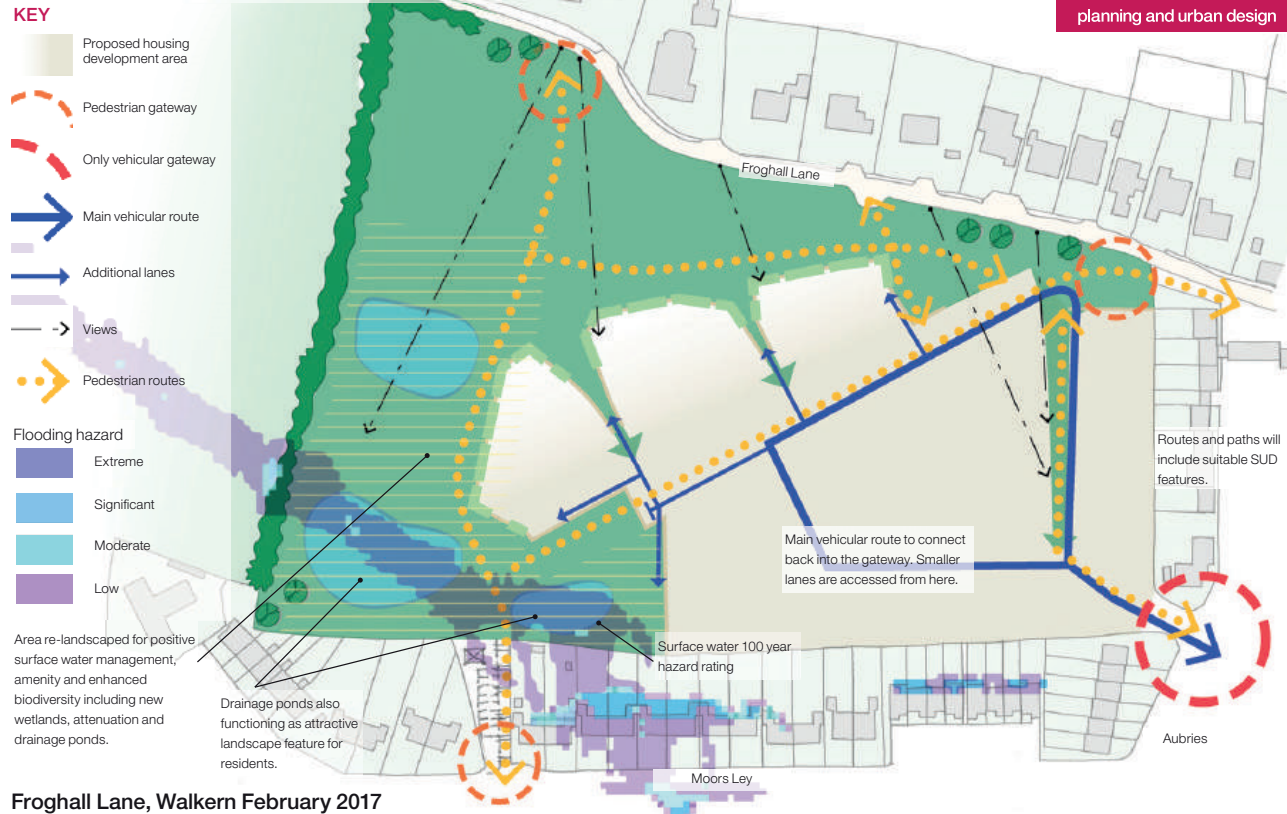 KEY
planning and urban design
Proposed housing
development area
Pedestrian gateway
Only vehicular gateway
Main vehicular route
Additional lanes
Views
Pedestrian routes
Flooding hazard
Extreme
Significant
Moderate
Low
Froghall Lane
Routes and paths will
include suitable SUD
features.
Main vehicular route to connect
back into the gateway. Smaller
lanes are accessed from here.
Area re-landscaped for positive
surface water management,
amenity and enhanced
biodiversity including new
wetlands, attenuation and
drainage ponds.
Drainage ponds also
functioning as attractive
landscape feature for
residents.
Surface water 100 year
hazard rating
Aubries
Moors Ley
Froghall Lane, Walkern February 2017